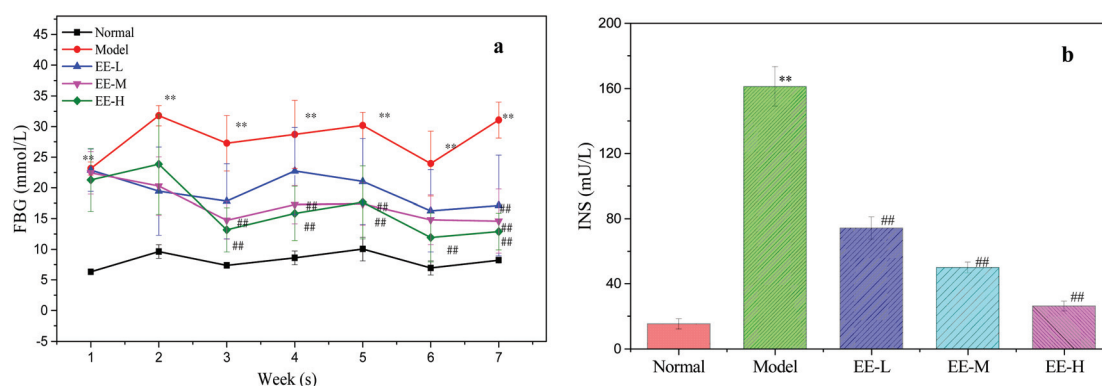 Normal
Model
EE-L
EE-M
EE-H
a
FBG (mmol/L)
45
40
35
30
25
20
15
10
5
0
-5
** ** ** ** ** ** **
## ## ## ## ##
## ## ## ##
1 2 3 4 5 6 7
Week (s)
b
INS (mU/L)
200
160
120
80
40
0
**
##
##
##
Normal Model EE-L EE-M EE-H